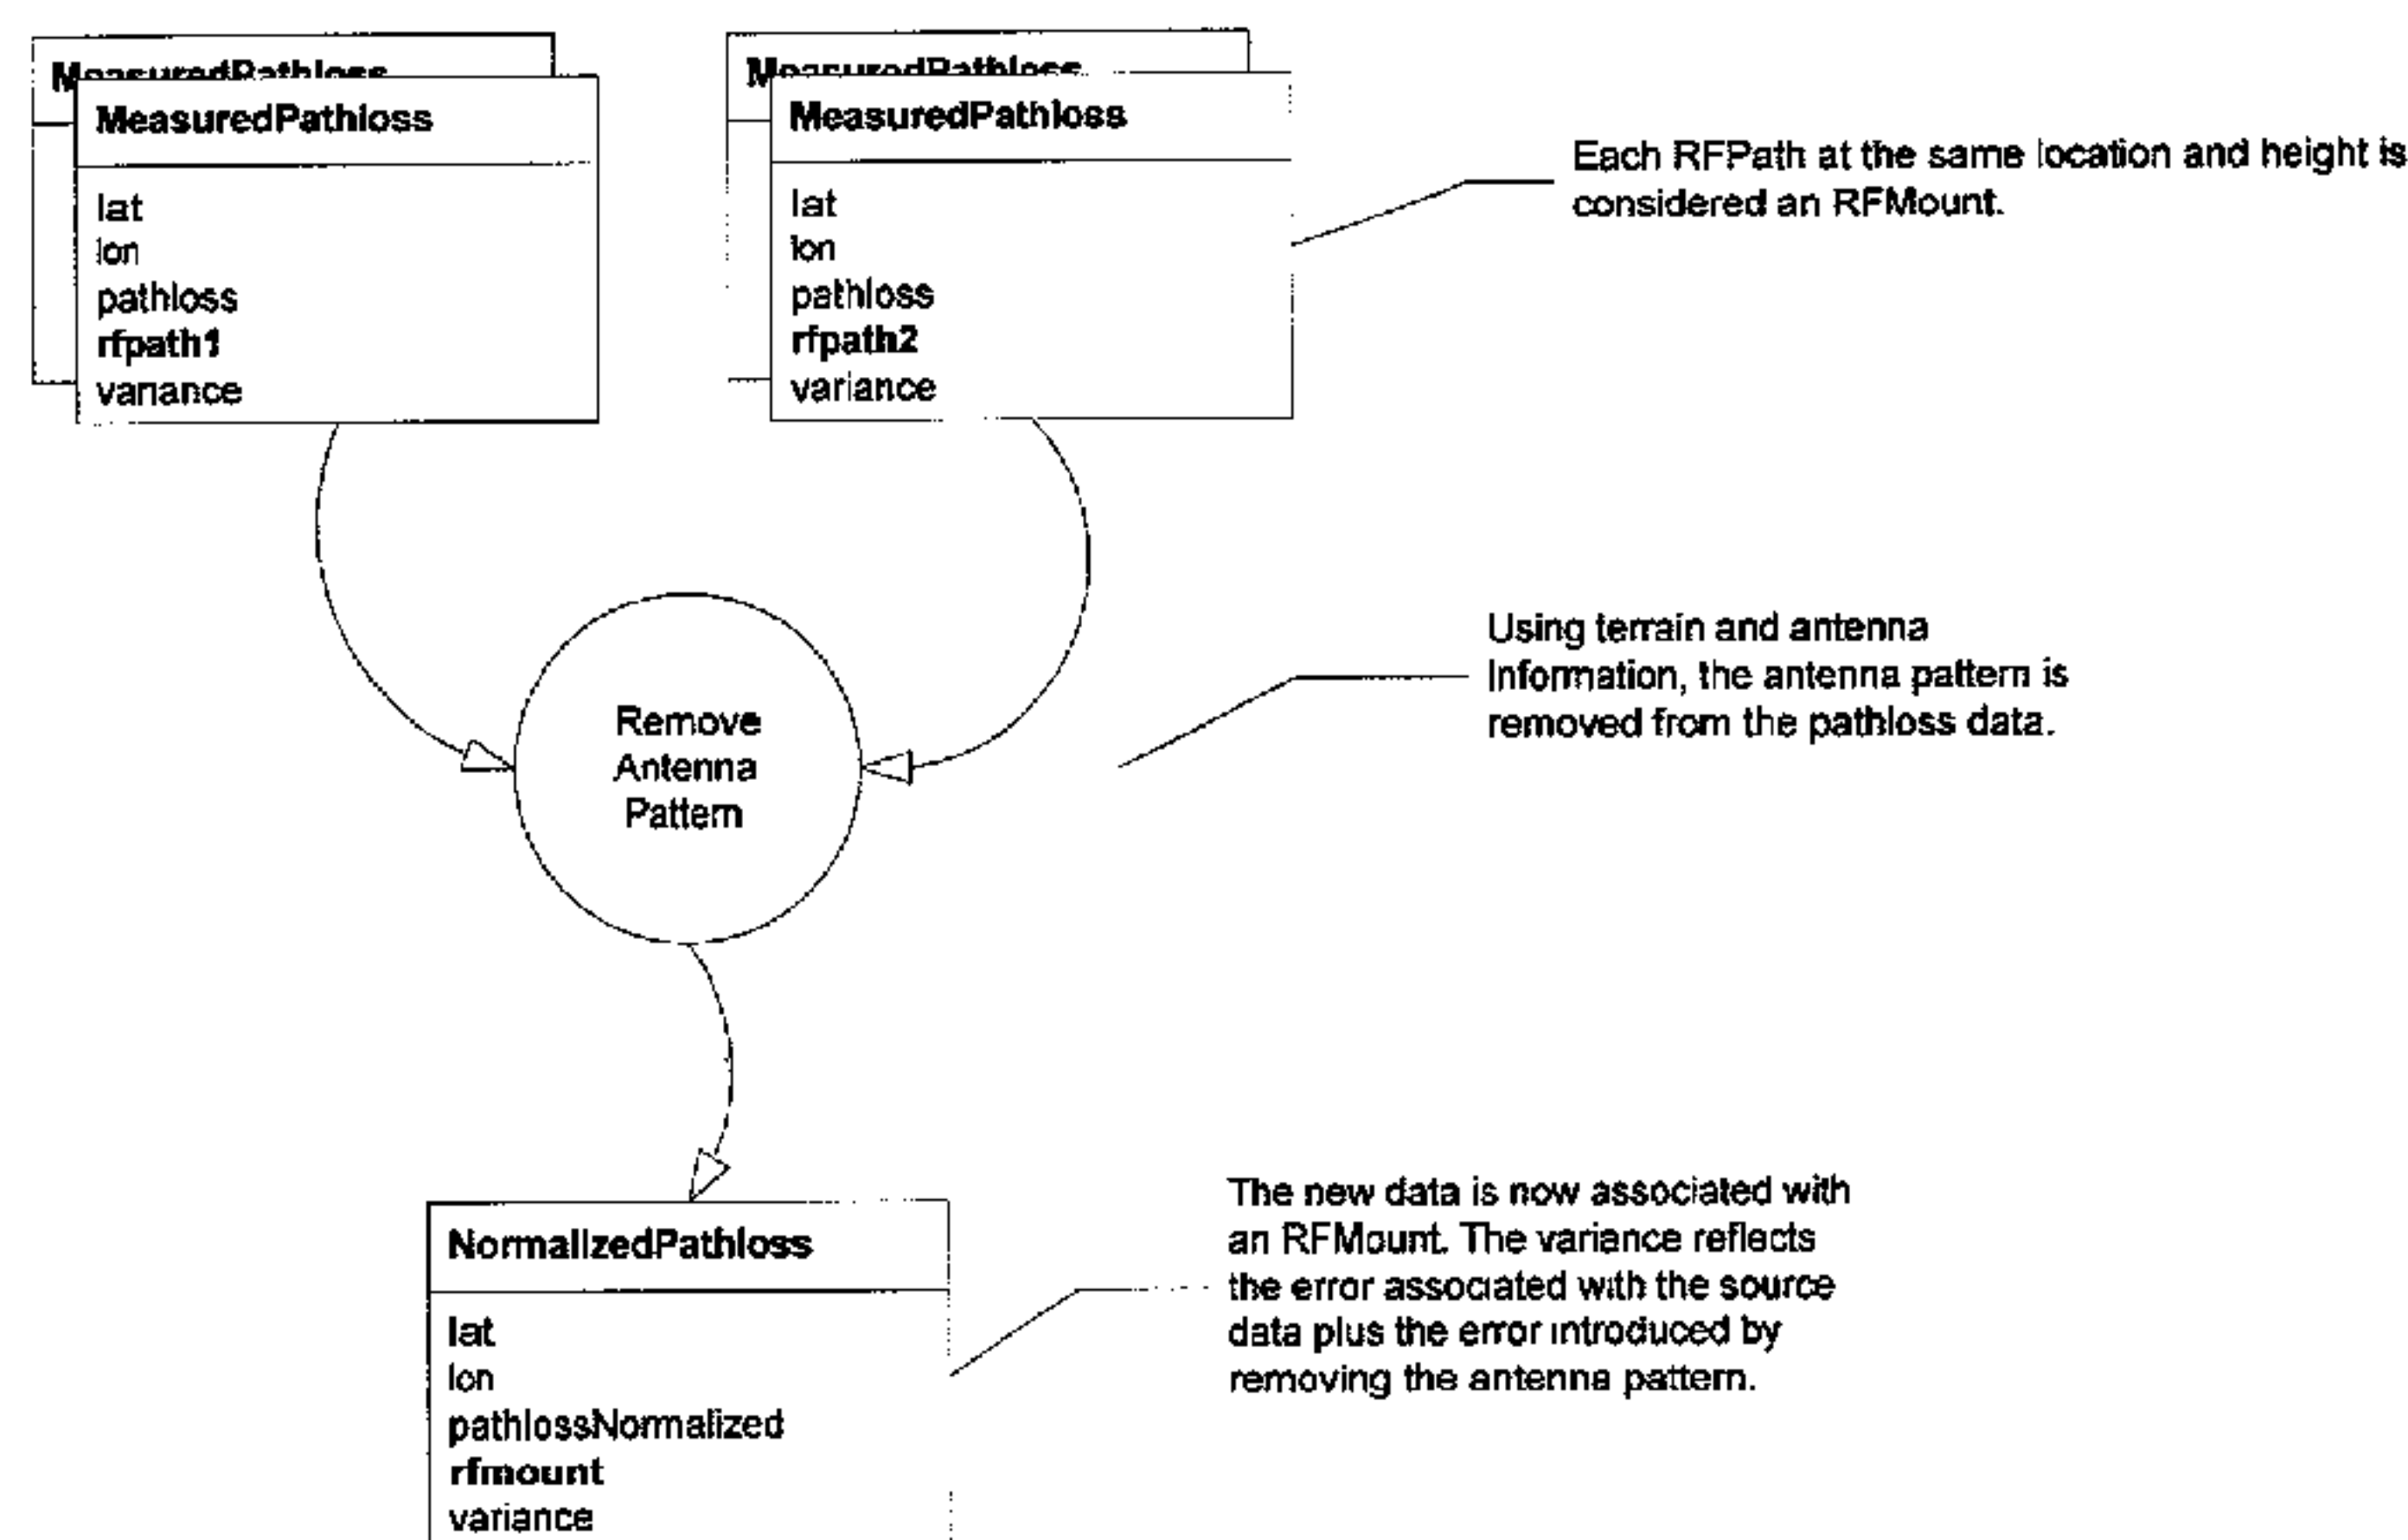 MeasuredPathloss
MeasuredPathloss
lat
lon
pathloss
rfpath1
variance
MeasuredPathloss
MeasuredPathloss
lat
lon
pathloss
rfpath2
variance
Each RFPath at the same location and height is
considered an RFMount.
Remove
Antenna
Pattern
Using terrain and antenna
Information, the antenna pattern is
removed from the pathloss data.
NormalizedPathloss
lat
lon
pathlossNormalized
rfmount
variance
The new data is now associated with
an RFMount. The variance reflects
the error associated with the source
data plus the error introduced by
removing the antenna pattern.